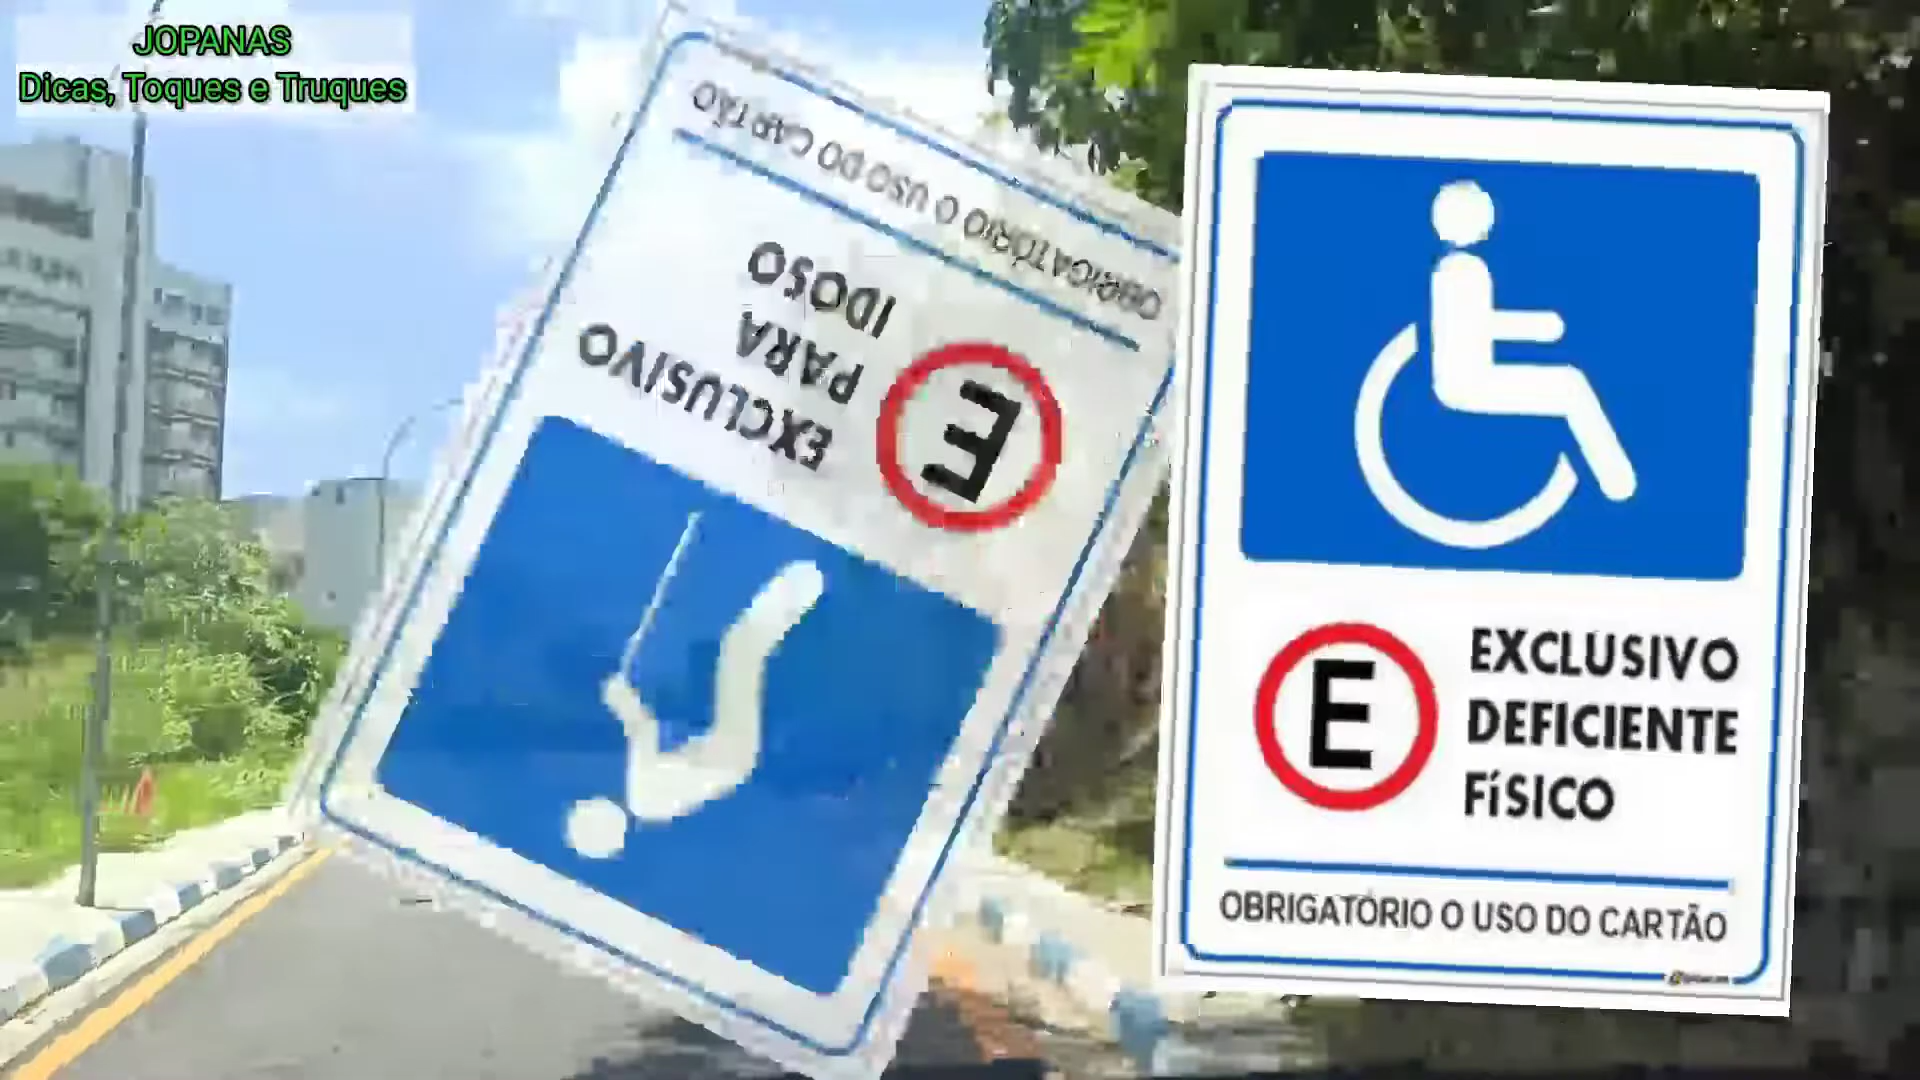 JOPANAS
Dicas, Toques e Truques
EXCLUSIVO
PARA
IDOSO
E
OBRIGATÓRIO O USO DO CARTÃO
E
EXCLUSIVO
DEFICIENTE
FíSICO
OBRIGATÓRIO O USO DO CARTÃO